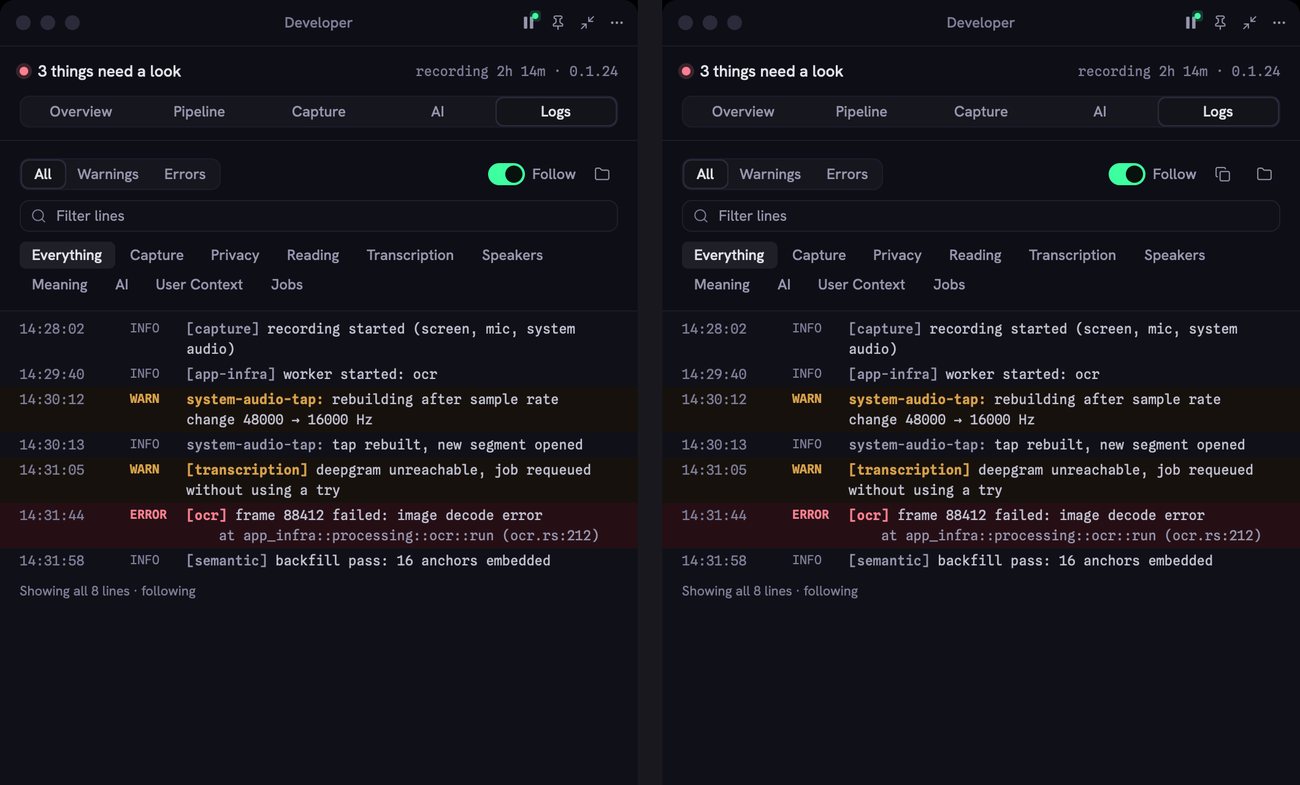 Developer
3 things need a look
recording 2h 14m · 0.1.24
Overview Pipeline Capture AI Logs
All Warnings Errors
Follow
Filter lines
Everything Capture Privacy Reading Transcription Speakers
Meaning AI User Context Jobs
14:28:02 INFO [capture] recording started (screen, mic, system
audio)
14:29:40 INFO [app-infra] worker started: ocr
14:30:12 WARN system-audio-tap: rebuilding after sample rate
change 48000 → 16000 Hz
14:30:13 INFO system-audio-tap: tap rebuilt, new segment opened
14:31:05 WARN [transcription] deepgram unreachable, job requeued
without using a try
14:31:44 ERROR [ocr] frame 88412 failed: image decode error
at app_infra::processing::ocr::run (ocr.rs:212)
14:31:58 INFO [semantic] backfill pass: 16 anchors embedded
Showing all 8 lines · following
Developer
3 things need a look
recording 2h 14m · 0.1.24
Overview Pipeline Capture AI Logs
All Warnings Errors
Follow
Filter lines
Everything Capture Privacy Reading Transcription Speakers
Meaning AI User Context Jobs
14:28:02 INFO [capture] recording started (screen, mic, system
audio)
14:29:40 INFO [app-infra] worker started: ocr
14:30:12 WARN system-audio-tap: rebuilding after sample rate
change 48000 → 16000 Hz
14:30:13 INFO system-audio-tap: tap rebuilt, new segment opened
14:31:05 WARN [transcription] deepgram unreachable, job requeued
without using a try
14:31:44 ERROR [ocr] frame 88412 failed: image decode error
at app_infra::processing::ocr::run (ocr.rs:212)
14:31:58 INFO [semantic] backfill pass: 16 anchors embedded
Showing all 8 lines · following